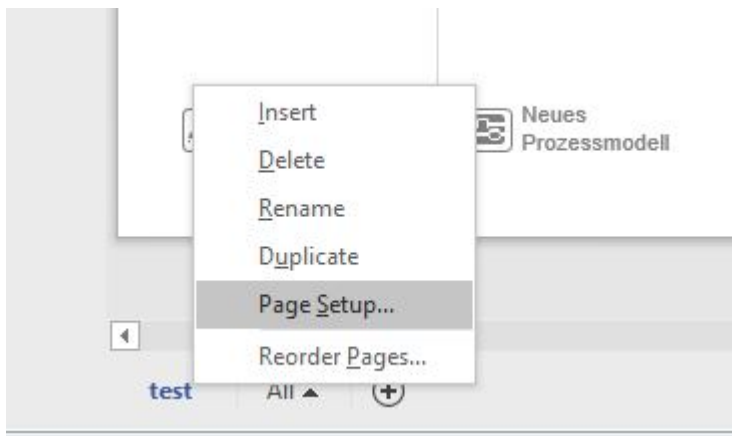 Insert
Delete
Rename
Duplicate
Page Setup...
Reorder Pages...
Neues
Prozessmodell
test
All